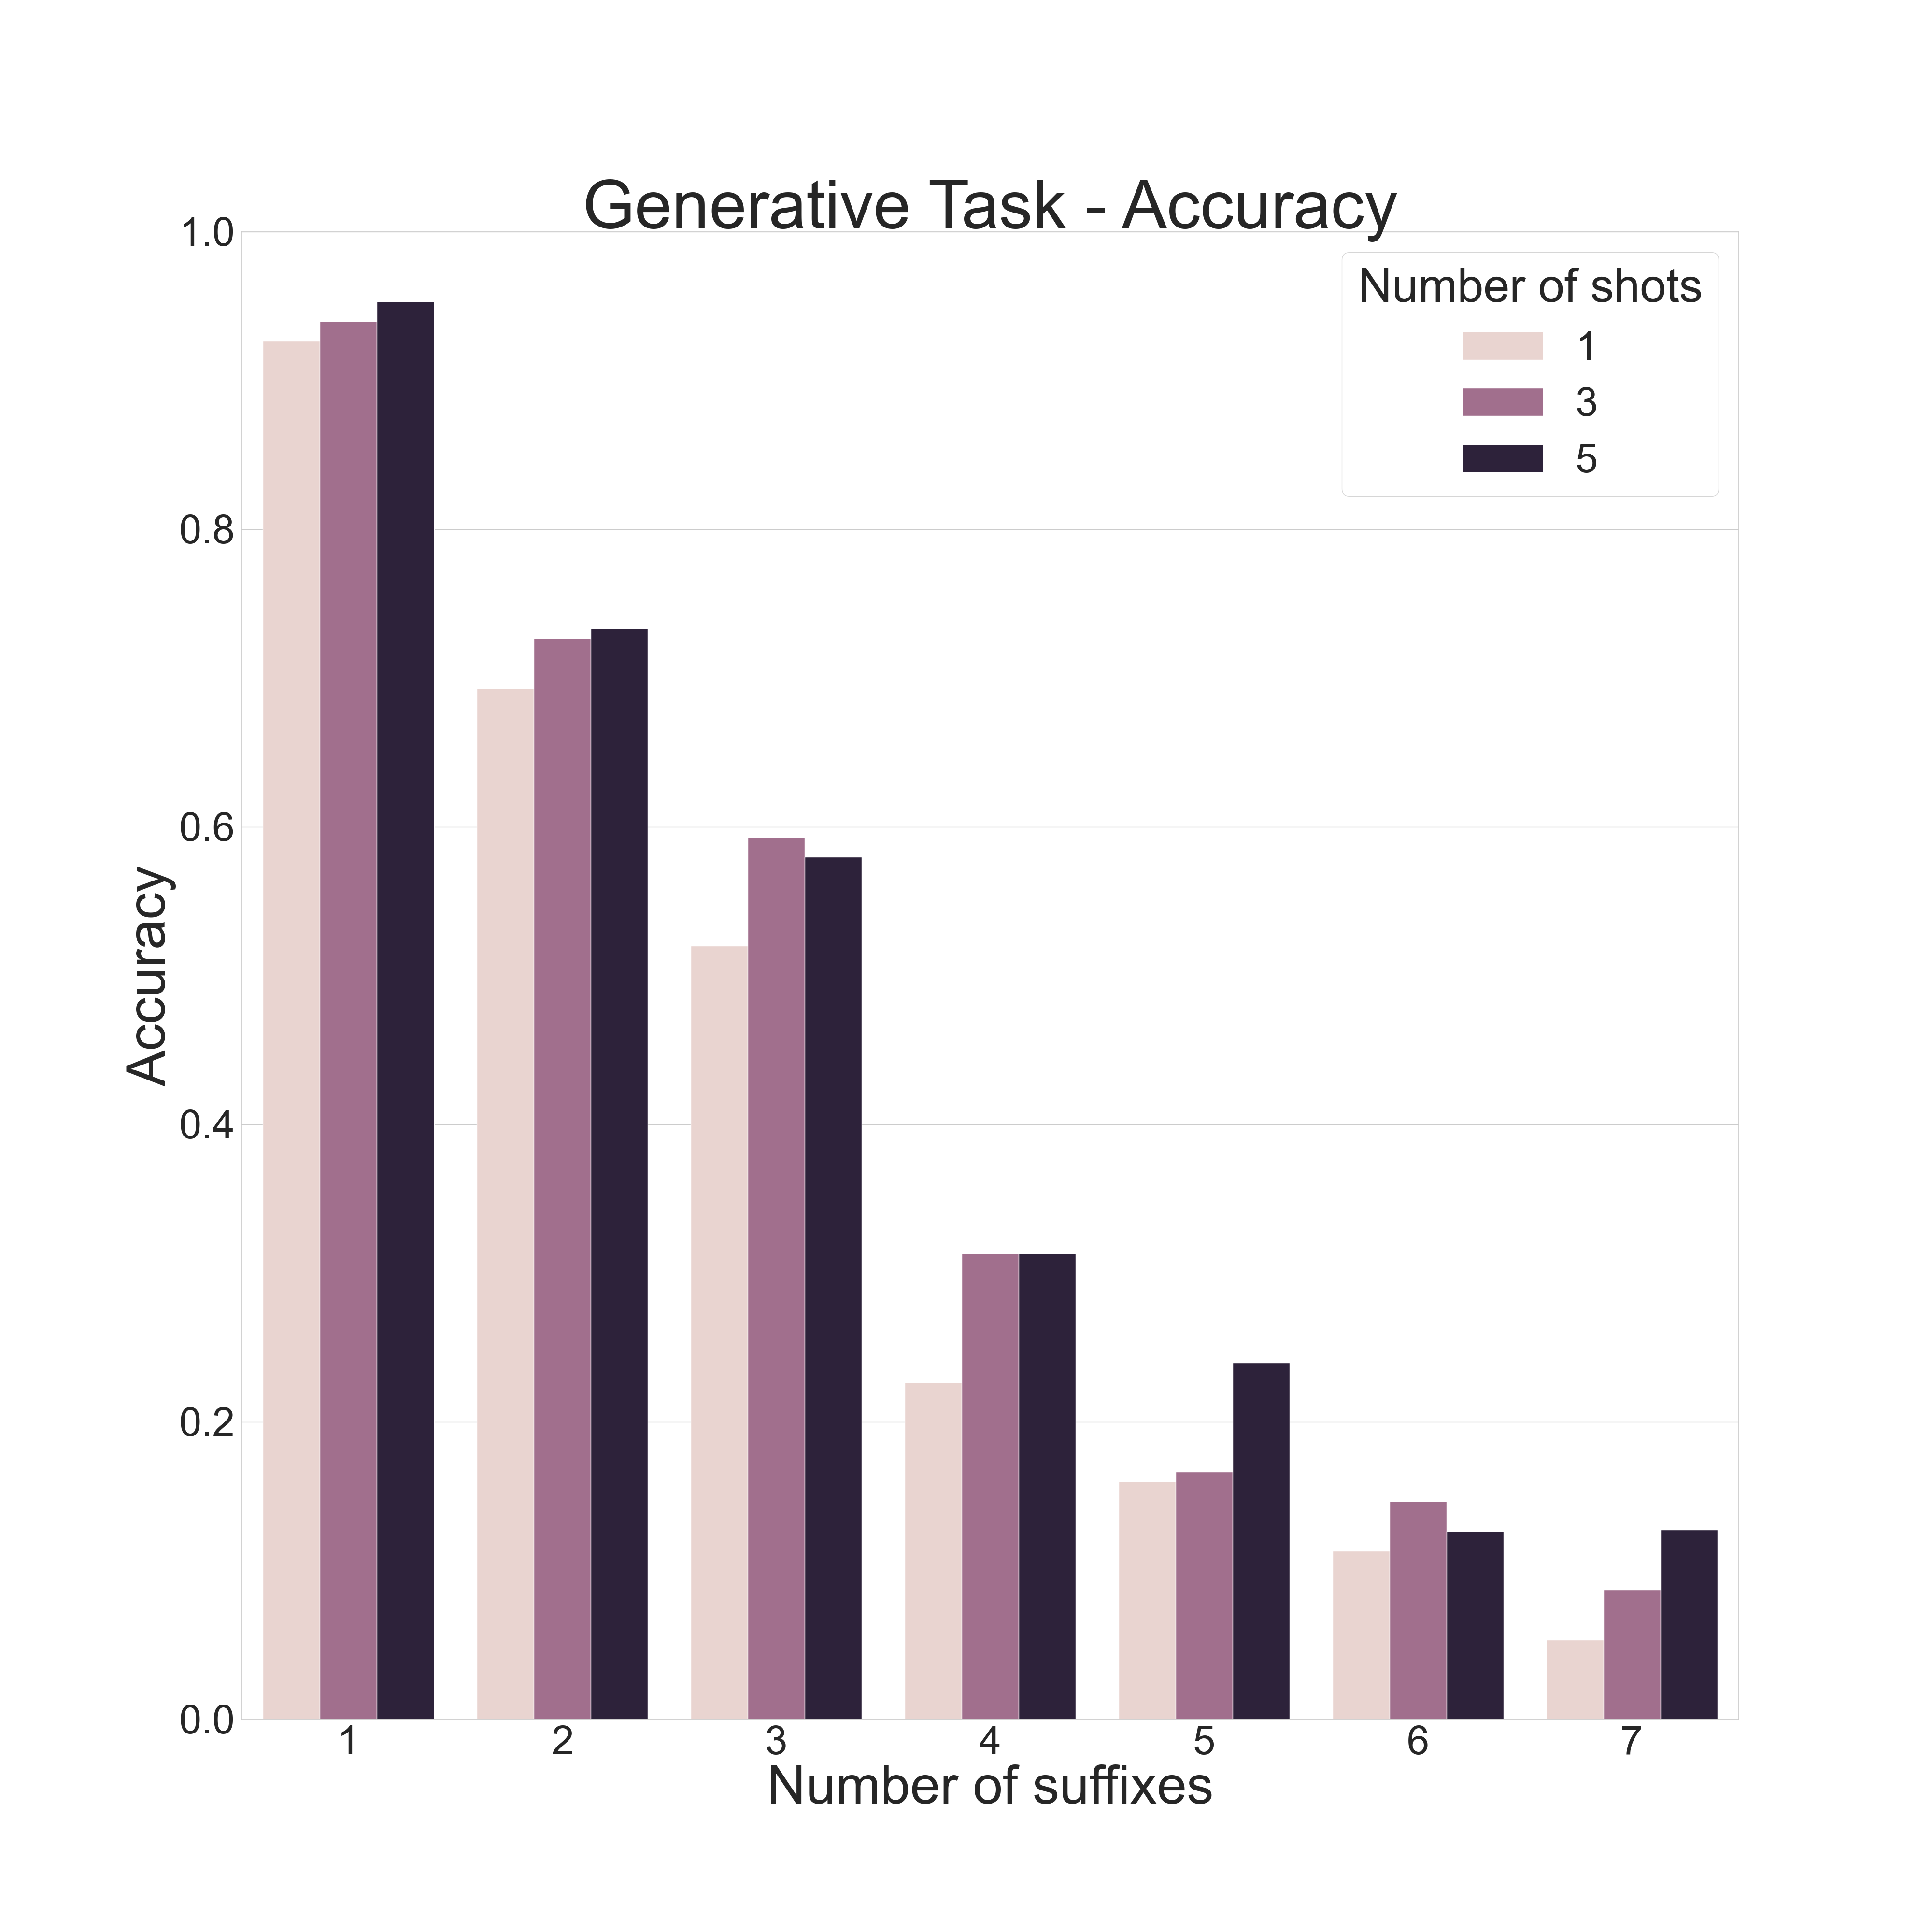 Generative Task - Accuracy
Number of shots
1
3
5
1.0
0.8
0.6
0.4
0.2
0.0
Accuracy
1 2 3 4 5 6 7
Number of suffixes